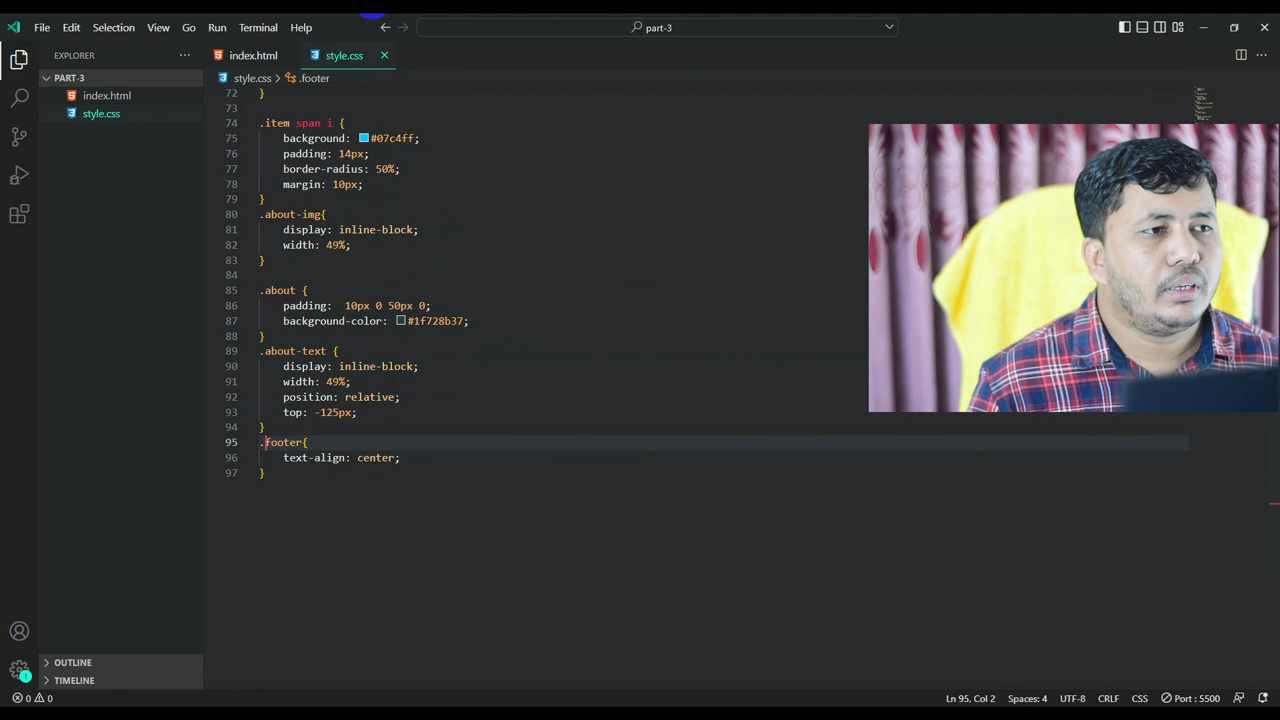 File Edit Selection View Go Run Terminal Help
part-3
EXPLORER
index.html
style.css
PART-3
style.css > .footer
index.html
style.css
72 }
73
74 .item span i {
75 background: #07c4ff;
76 padding: 14px;
77 border-radius: 50%;
78 margin: 10px;
79 }
80 .about-img{
81 display: inline-block;
82 width: 49%;
83 }
84
85 .about {
86 padding: 10px 0 50px 0;
87 background-color: #1f728b37;
88 }
89 .about-text {
90 display: inline-block;
91 width: 49%;
92 position: relative;
93 top: -125px;
94 }
95 .footer{
96 text-align: center;
97 }
OUTLINE
TIMELINE
1
0 0 Ln 95, Col 2 Spaces: 4 UTF-8 CRLF CSS Port : 5500